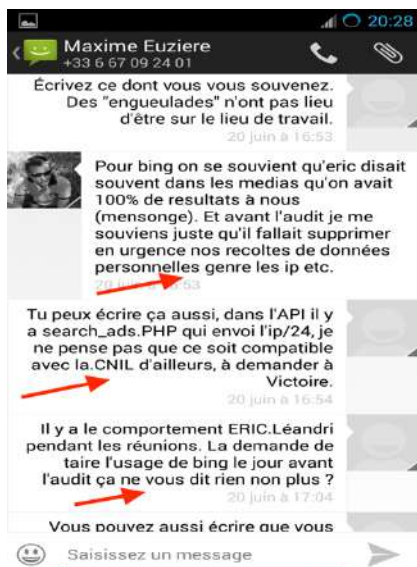 20:28
Maxime Euziere
+33 6 67 09 24 01
Écrivez ce dont vous vous souvenez.
Des "engueulades" n'ont pas lieu
d'être sur le lieu de travail.
20 juin à 16:53
Pour bing on se souvient qu'eric disait
souvent dans les medias qu'on avait
100% de resultats à nous
(mensonge). Et avant l'audit je me
souviens juste qu'il fallait supprimer
en urgence nos recoltes de données
personnelles genre les ip etc.
20 juin à 16:53
Tu peux écrire ça aussi, dans l'API il y
a search_ads.PHP qui envoi l'ip/24, je
ne pense pas que ce soit compatible
avec la.CNIL d'ailleurs, à demander à
Victoire.
20 juin à 16:54
Il y a le comportement ERIC.Léandri
pendant les réunions. La demande de
taire l'usage de bing le jour avant
l'audit ça ne vous dit rien non plus ?
20 juin à 17:04
Vous pouvez aussi écrire que vous
Saisissez un message